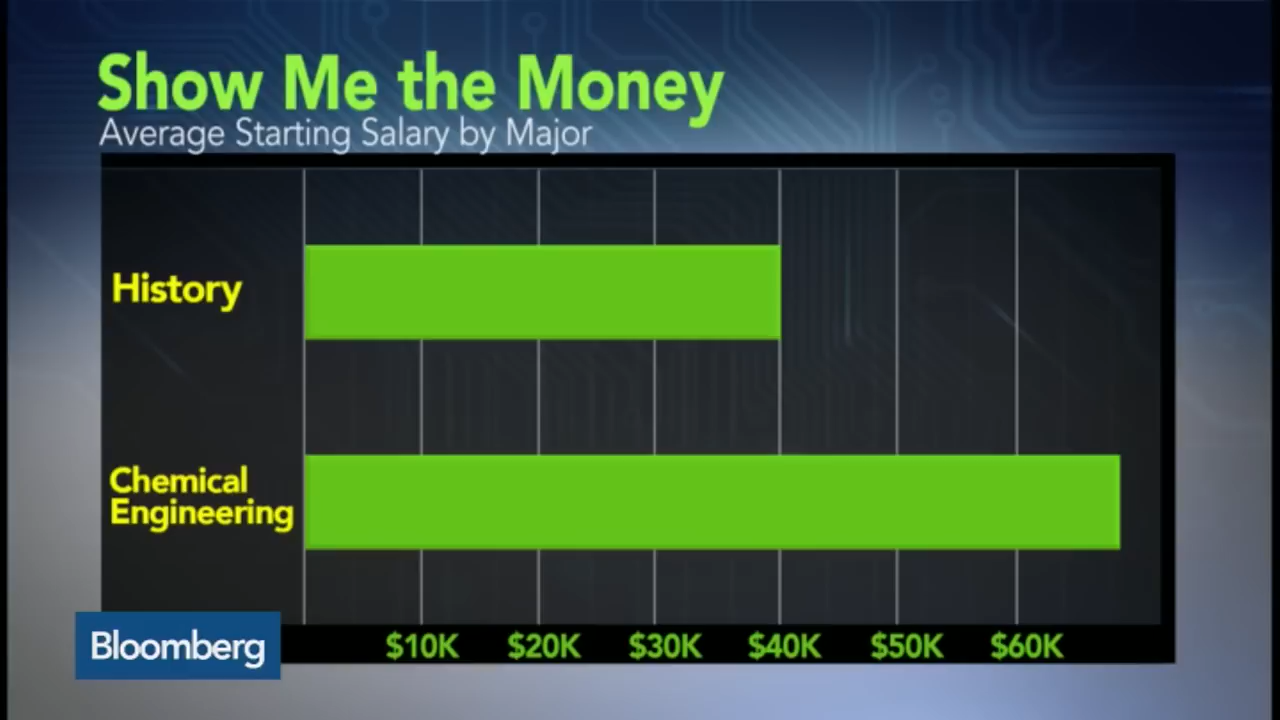 Show Me the Money
Average Starting Salary by Major
History
Chemical
Engineering
Bloomberg
$10K $20K $30K $40K $50K $60K